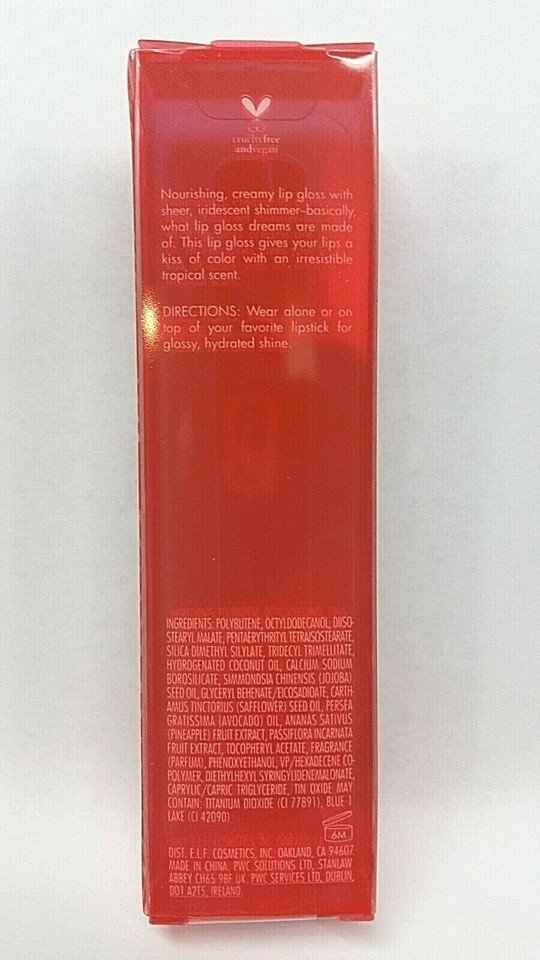 crueltyfree
andvegan
Nourishing, creamy lip gloss with
sheer, iridescent shimmer–basically,
what lip gloss dreams are made
of. This lip gloss gives your lips a
kiss of color with an irresistible
tropical scent.
DIRECTIONS: Wear alone or on
top of your favorite lipstick for
glossy, hydrated shine.
INGREDIENTS: POLYBUTENE, OCTYLDODECANOL, DIISO-
STEARYL MALATE, PENTAERYTHRITYL TETRAISOSTEARATE,
SILICA DIMETHYL SILYLATE, TRIDECYL TRIMELLITATE,
HYDROGENATED COCONUT OIL, CALCIUM SODIUM
BOROSILICATE, SIMMONDSIA CHINENSIS (JOJOBA)
SEED OIL, GLYCERYL BEHENATE/EICOSADIOATE, CARTH-
AMUS TINCTORIUS (SAFFLOWER) SEED OIL, PERSEA
GRATISSIMA (AVOCADO) OIL, ANANAS SATIVUS
(PINEAPPLE) FRUIT EXTRACT, PASSIFLORA INCARNATA
FRUIT EXTRACT, TOCOPHERYL ACETATE, FRAGRANCE
(PARFUM), PHENOXYETHANOL, VP/HEXADECENE CO-
POLYMER, DIETHYLHEXYL SYRINGYLIDENEMALONATE,
CAPRYLIC/CAPRIC TRIGLYCERIDE, TIN OXIDE MAY
CONTAIN: TITANIUM DIOXIDE (CI 77891), BLUE 1
LAKE (CI 42090)
6M
DIST. E.L.F. COSMETICS, INC. OAKLAND, CA 94607.
MADE IN CHINA. PWC SOLUTIONS LTD, STANLAW
ABBEY CH65 9BF UK. PWC SERVICES LTD, DUBLIN,
D01 A2T5, IRELAND.